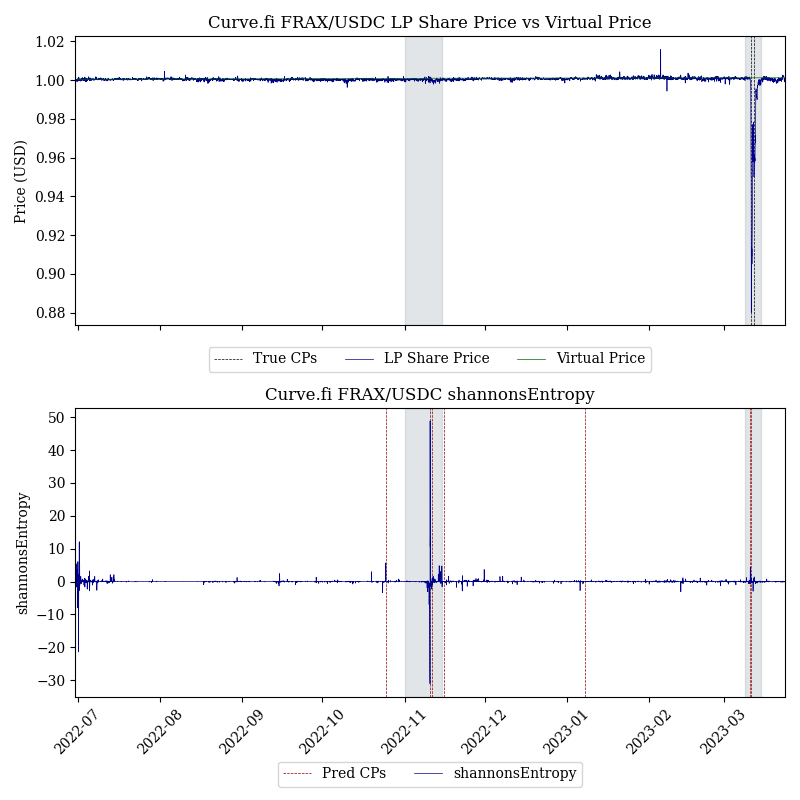 Curve.fi FRAX/USDC LP Share Price vs Virtual Price
1.02
1.00
0.98
0.96
0.94
0.92
0.90
0.88
Price (USD)
True CPs
LP Share Price
Virtual Price
Curve.fi FRAX/USDC shannonsEntropy
50
40
30
20
10
0
−10
−20
−30
shannonsEntropy
2022-07
2022-08
2022-09
2022-10
2022-11
2022-12
2023-01
2023-02
2023-03
Pred CPs
shannonsEntropy